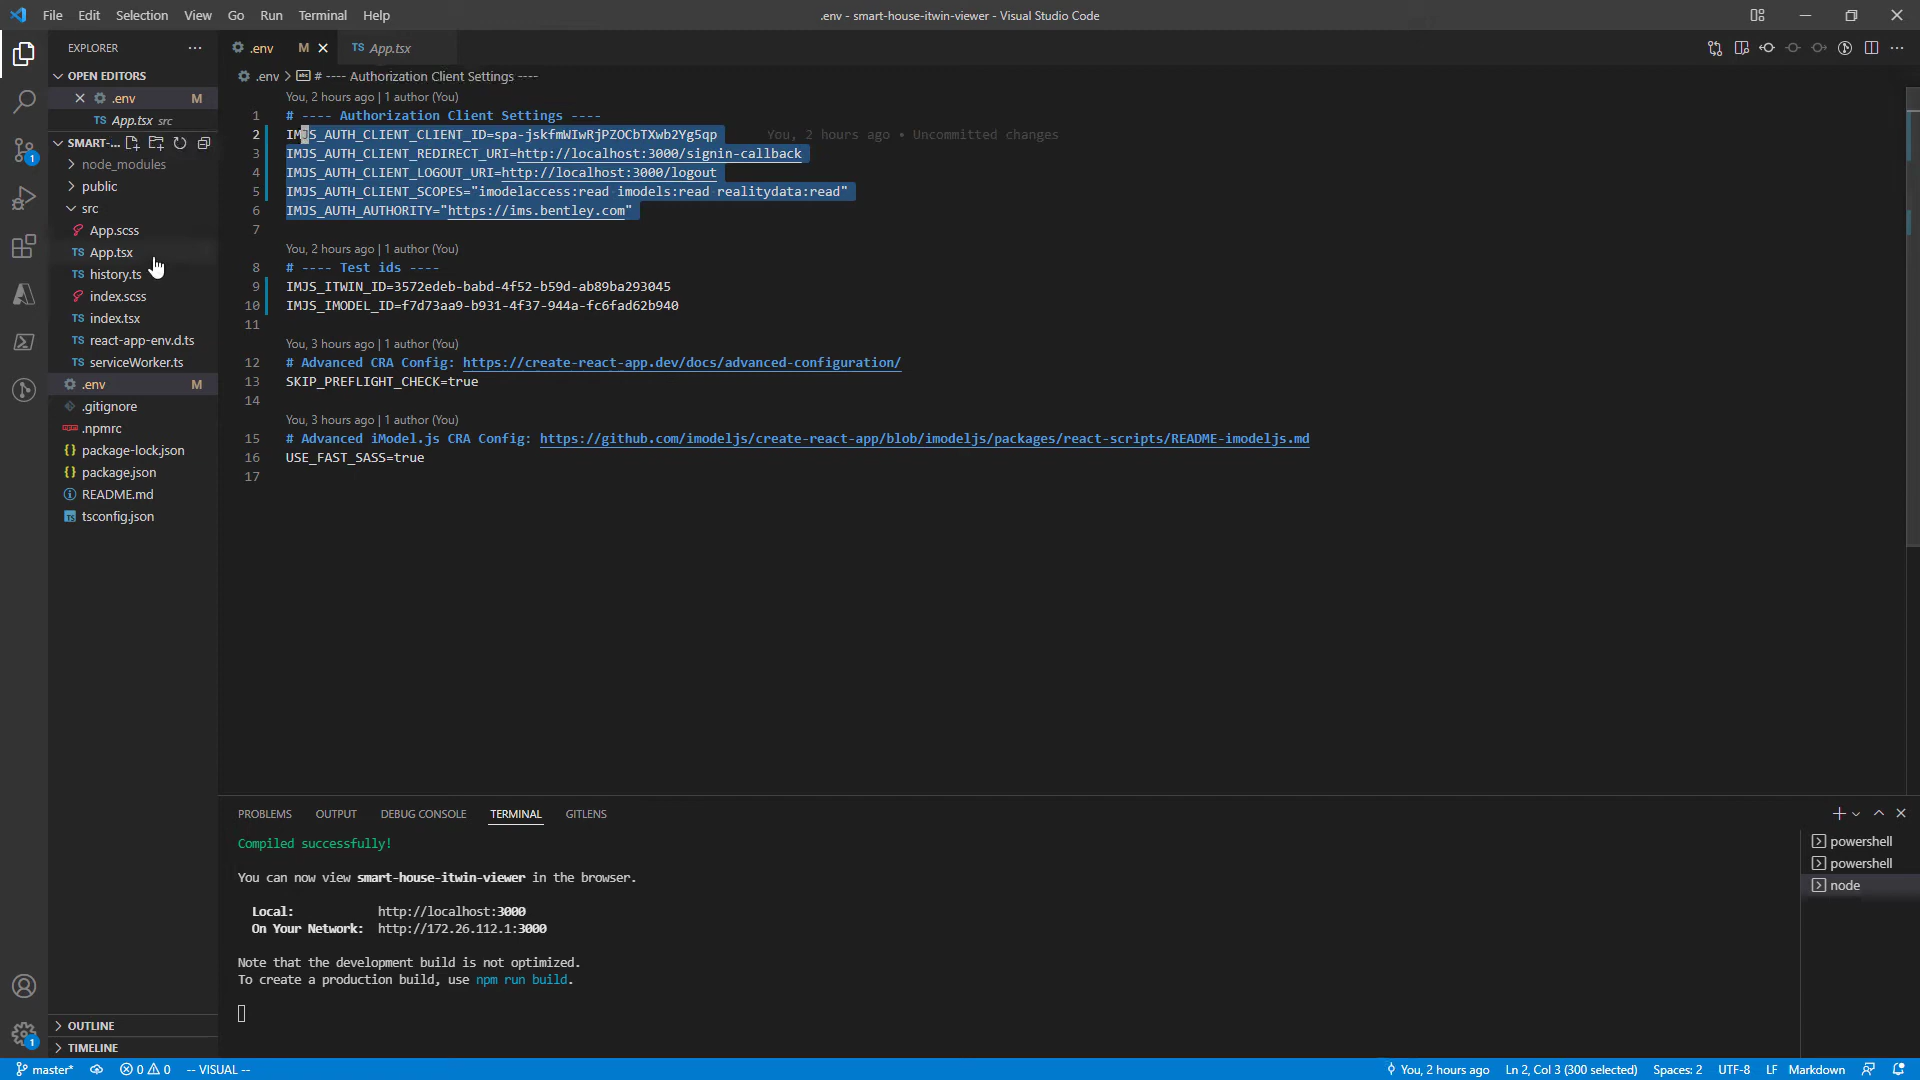 File Edit Selection View Go Run Terminal Help
.env - smart-house-itwin-viewer - Visual Studio Code
EXPLORER
.env M
App.tsx
OPEN EDITORS
.env > # ---- Authorization Client Settings ----
.env M
App.tsx src
SMART-...
node_modules
public
src
App.scss
App.tsx
history.ts
index.scss
index.tsx
react-app-env.d.ts
serviceWorker.ts
.env M
.gitignore
.npmrc
package-lock.json
package.json
README.md
tsconfig.json
OUTLINE
TIMELINE
You, 2 hours ago | 1 author (You)
1 # ---- Authorization Client Settings ----
2 IMJS_AUTH_CLIENT_CLIENT_ID=spa-jskfmWIwRjPZOCbTXwb2Yg5qp You, 2 hours ago • Uncommitted changes
3 IMJS_AUTH_CLIENT_REDIRECT_URI=http://localhost:3000/signin-callback
4 IMJS_AUTH_CLIENT_LOGOUT_URI=http://localhost:3000/logout
5 IMJS_AUTH_CLIENT_SCOPES="imodelaccess:read imodels:read realitydata:read"
6 IMJS_AUTH_AUTHORITY="https://ims.bentley.com"
7
You, 2 hours ago | 1 author (You)
8 # ---- Test ids ----
9 IMJS_ITWIN_ID=3572edeb-babd-4f52-b59d-ab89ba293045
10 IMJS_IMODEL_ID=f7d73aa9-b931-4f37-944a-fc6fad62b940
11
You, 3 hours ago | 1 author (You)
12 # Advanced CRA Config: https://create-react-app.dev/docs/advanced-configuration/
13 SKIP_PREFLIGHT_CHECK=true
14
You, 3 hours ago | 1 author (You)
15 # Advanced iModel.js CRA Config: https://github.com/imodeljs/create-react-app/blob/imodeljs/packages/react-scripts/README-imodeljs.md
16 USE_FAST_SASS=true
17
PROBLEMS OUTPUT DEBUG CONSOLE TERMINAL GITLENS
Compiled successfully!
You can now view smart-house-itwin-viewer in the browser.
Local: http://localhost:3000
On Your Network: http://172.26.112.1:3000
Note that the development build is not optimized.
To create a production build, use npm run build.
powershell
powershell
node
1
1
master* 0 0 -- VISUAL -- You, 2 hours ago Ln 2, Col 3 (300 selected) Spaces: 2 UTF-8 LF Markdown